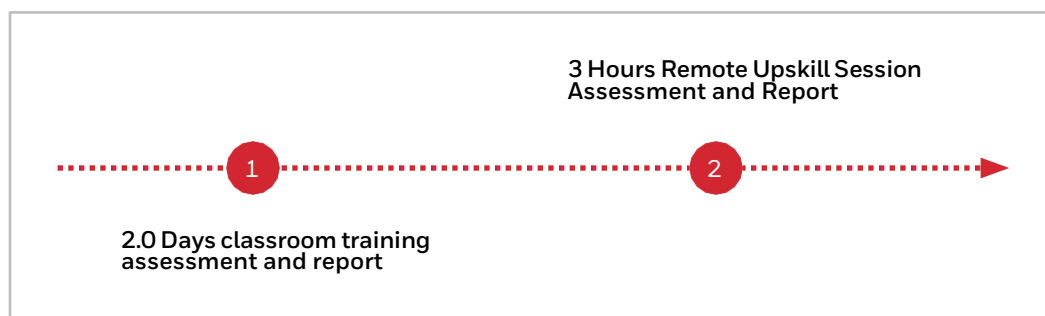 3 Hours Remote Upskill Session
Assessment and Report
1
2
2.0 Days classroom training
assessment and report